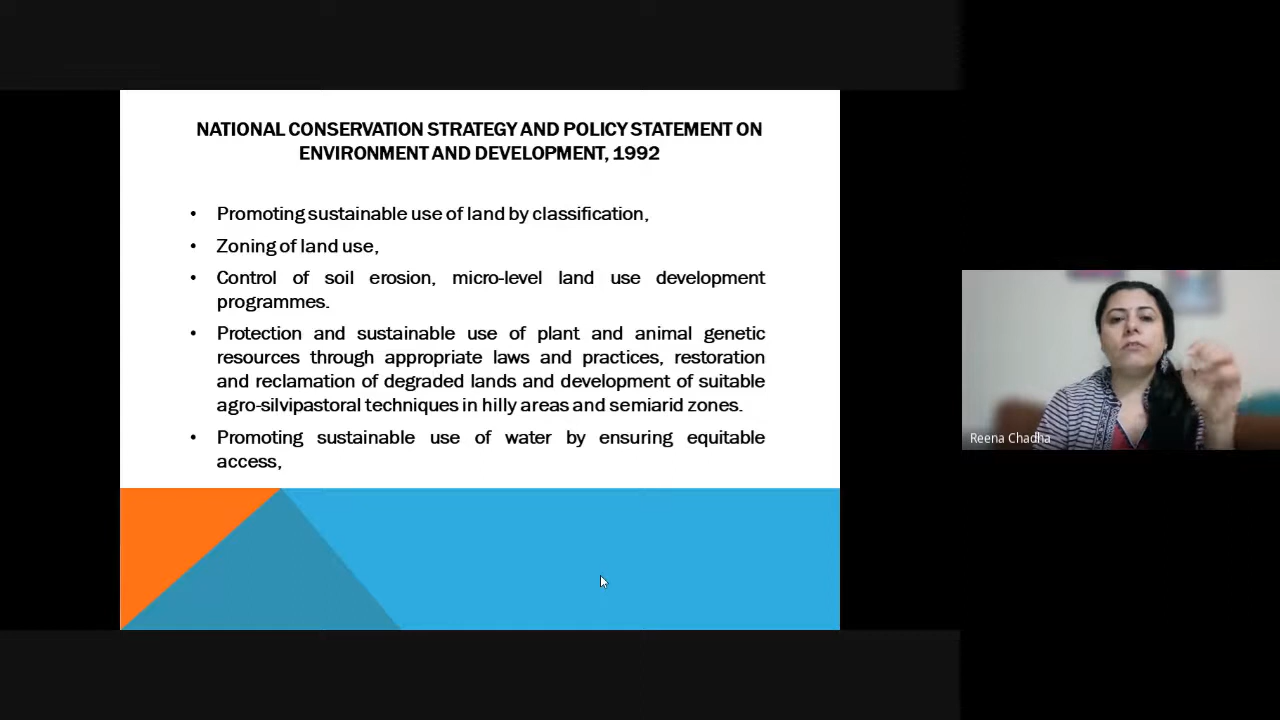 NATIONAL CONSERVATION STRATEGY AND POLICY STATEMENT ON
ENVIRONMENT AND DEVELOPMENT, 1992
• Promoting sustainable use of land by classification,
• Zoning of land use,
• Control of soil erosion, micro-level land use development
programmes.
• Protection and sustainable use of plant and animal genetic
resources through appropriate laws and practices, restoration
and reclamation of degraded lands and development of suitable
agro-silvipastoral techniques in hilly areas and semiarid zones.
• Promoting sustainable use of water by ensuring equitable
access,
Reena Chadha